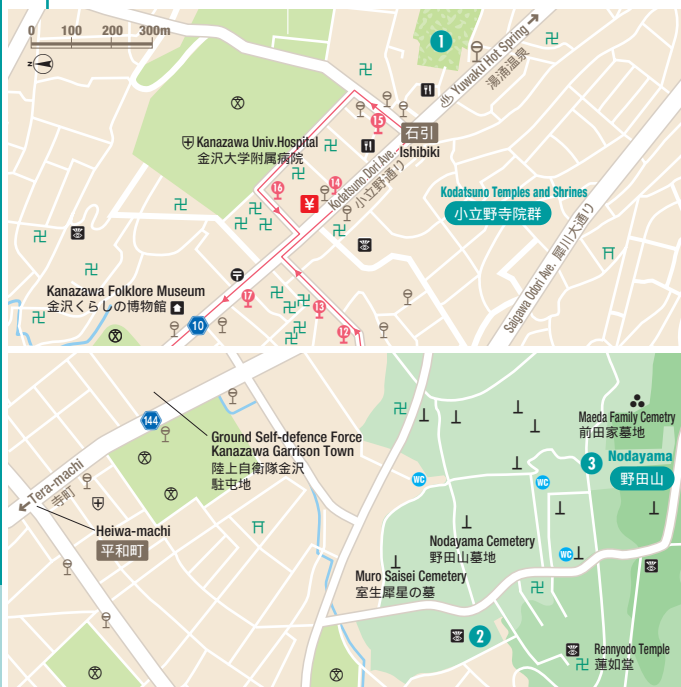 0 100 200 300m
N
1
Yuwaku Hot Spring
湯涌温泉
Kanazawa Univ.Hospital
金沢大学附属病院
15
石引
Ishibiki
16
14
¥
Kodatsuno Dori Ave.
小立野通り
Kodatsuno Temples and Shrines
小立野寺院群
Saigawa Odori Ave. 犀川大通り
Kanazawa Folklore Museum
金沢くらしの博物館
17
13
12
10
144
Ground Self-defence Force
Kanazawa Garrison Town
陸上自衛隊金沢
駐屯地
Tera-machi
寺町
Heiwa-machi
平和町
Maeda Family Cemetry
前田家墓地
3
Nodayama
野田山
WC
WC
Nodayama Cemetery
野田山墓地
WC
Muro Saisei Cemetery
室生犀星の墓
2
Rennyodo Temple
蓮如堂